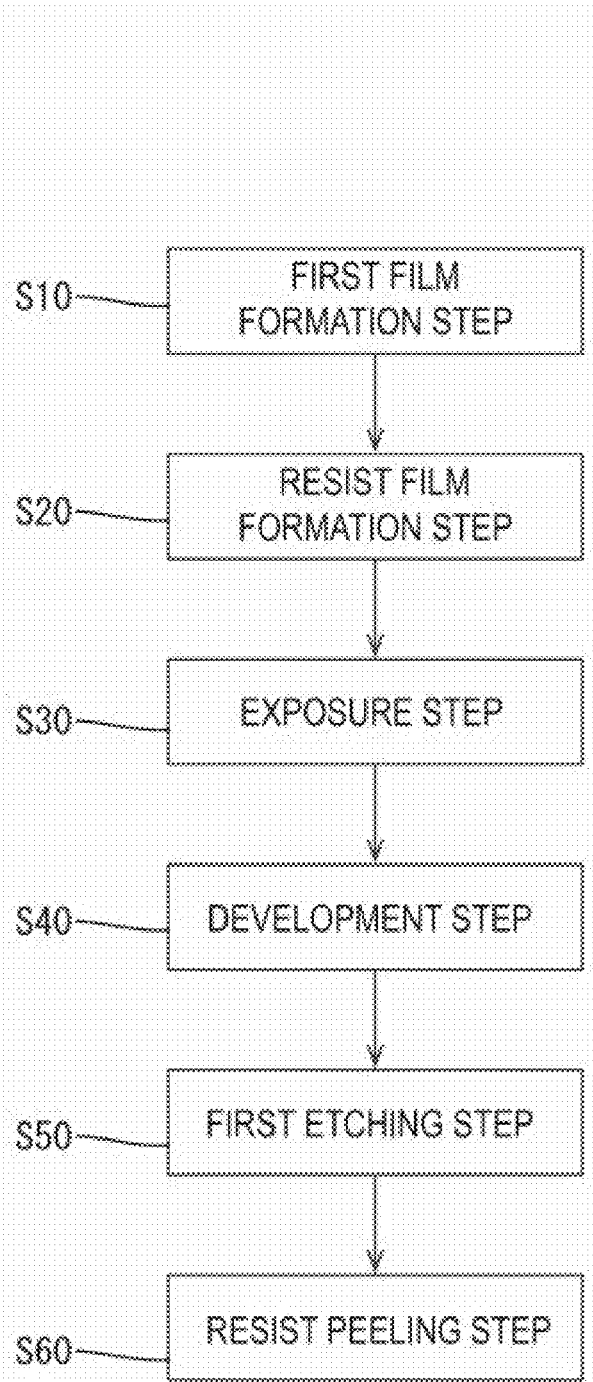 S10
FIRST FILM
FORMATION STEP
S20
RESIST FILM
FORMATION STEP
S30
EXPOSURE STEP
S40
DEVELOPMENT STEP
S50
FIRST ETCHING STEP
S60
RESIST PEELING STEP